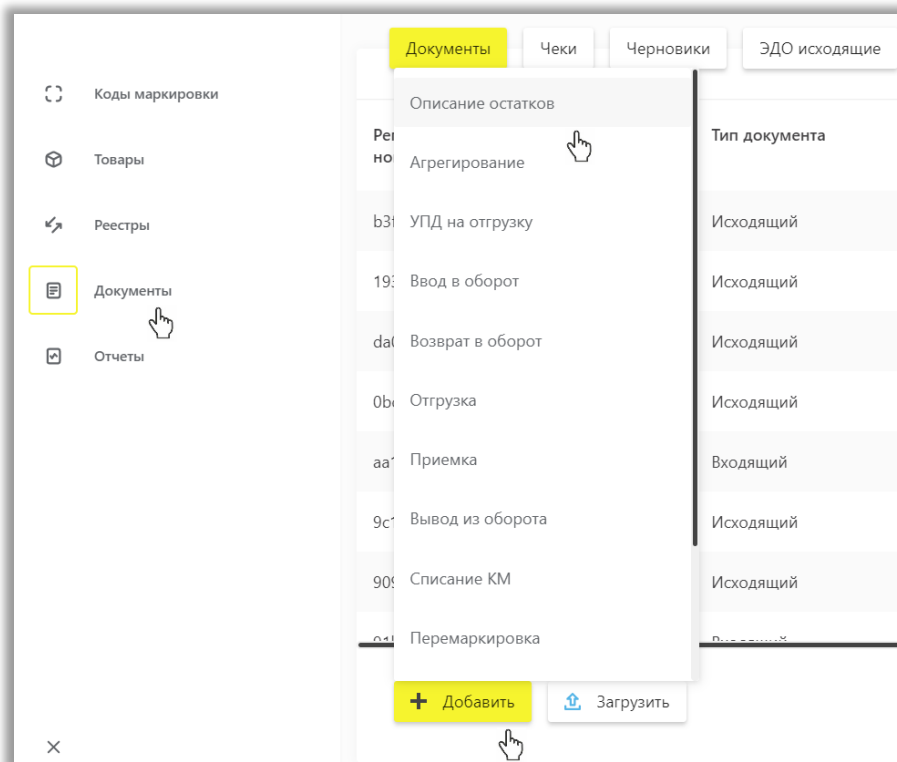 Документы Чеки Черновики ЭДО исходящие
Коды маркировки
Товары
Реестры
Документы
Отчеты
Описание остатков
Агрегирование
УПД на отгрузку
Ввод в оборот
Возврат в оборот
Отгрузка
Приемка
Вывод из оборота
Списание КМ
Перемаркировка
Тип документа
Исходящий
Исходящий
Исходящий
Исходящий
Входящий
Исходящий
Исходящий
Добавить Загрузить